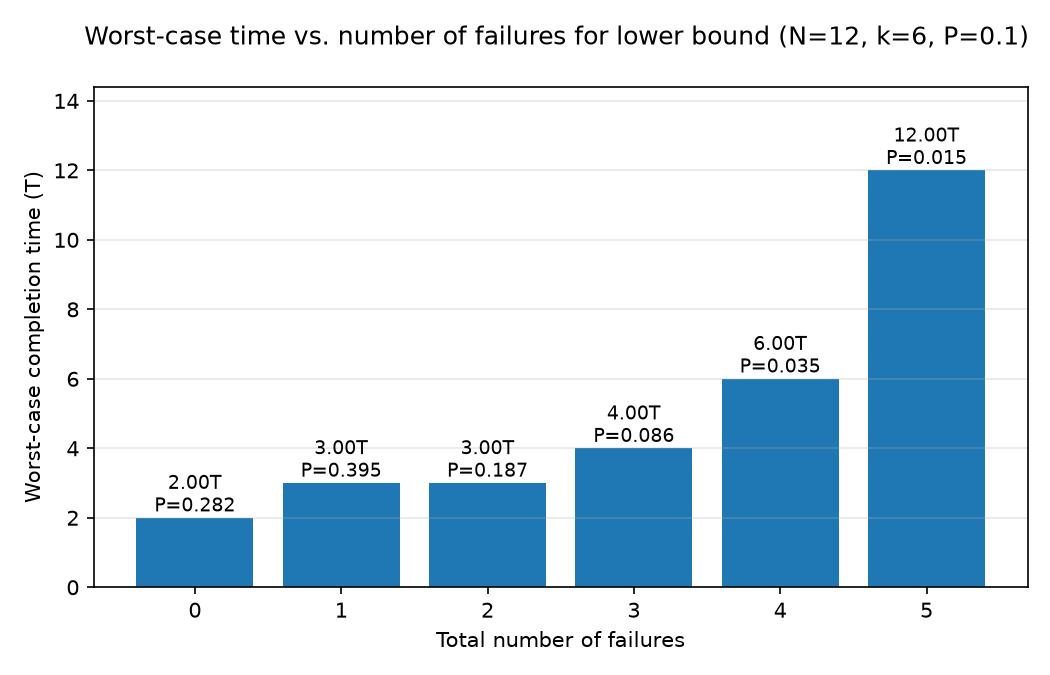 Worst-case time vs. number of failures for lower bound (N=12, k=6, P=0.1)
Worst-case completion time (T)
14
12
10
8
6
4
2
0
2.00T
P=0.282
3.00T
P=0.395
3.00T
P=0.187
4.00T
P=0.086
6.00T
P=0.035
12.00T
P=0.015
0 1 2 3 4 5
Total number of failures